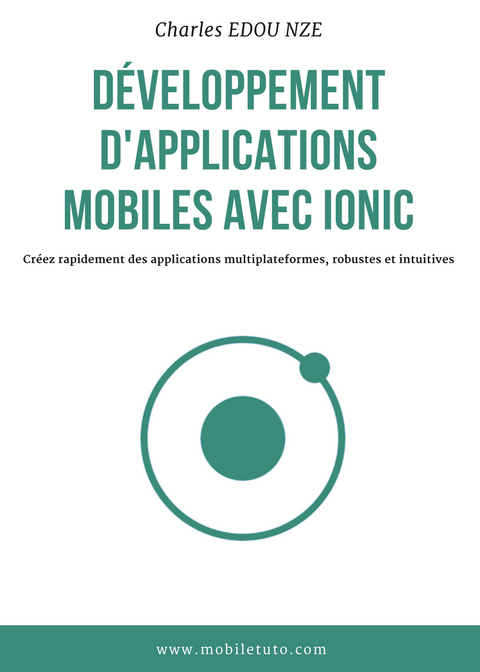 Charles EDOU NZE
DÉVELOPPEMENT
D'APPLICATIONS
MOBILES AVEC IONIC
Créez rapidement des applications multiplateformes, robustes et intuitives
www.mobiletuto.com